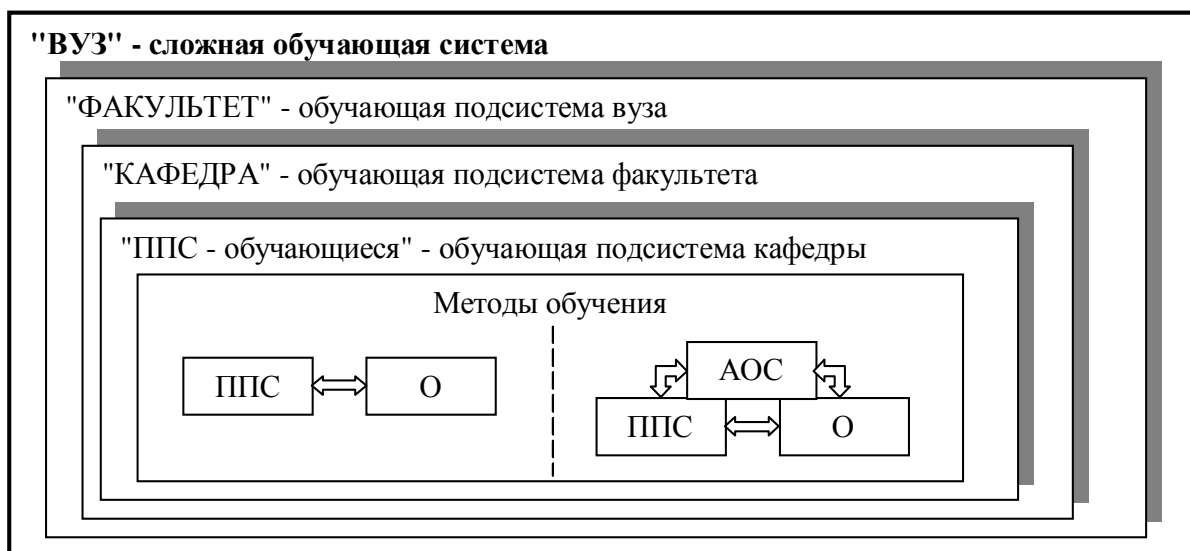 "ВУЗ" - сложная обучающая система
"ФАКУЛЬТЕТ" - обучающая подсистема вуза
"КАФЕДРА" - обучающая подсистема факультета
"ППС - обучающиеся" - обучающая подсистема кафедры
Методы обучения
ППС
О
АОС
ППС
О